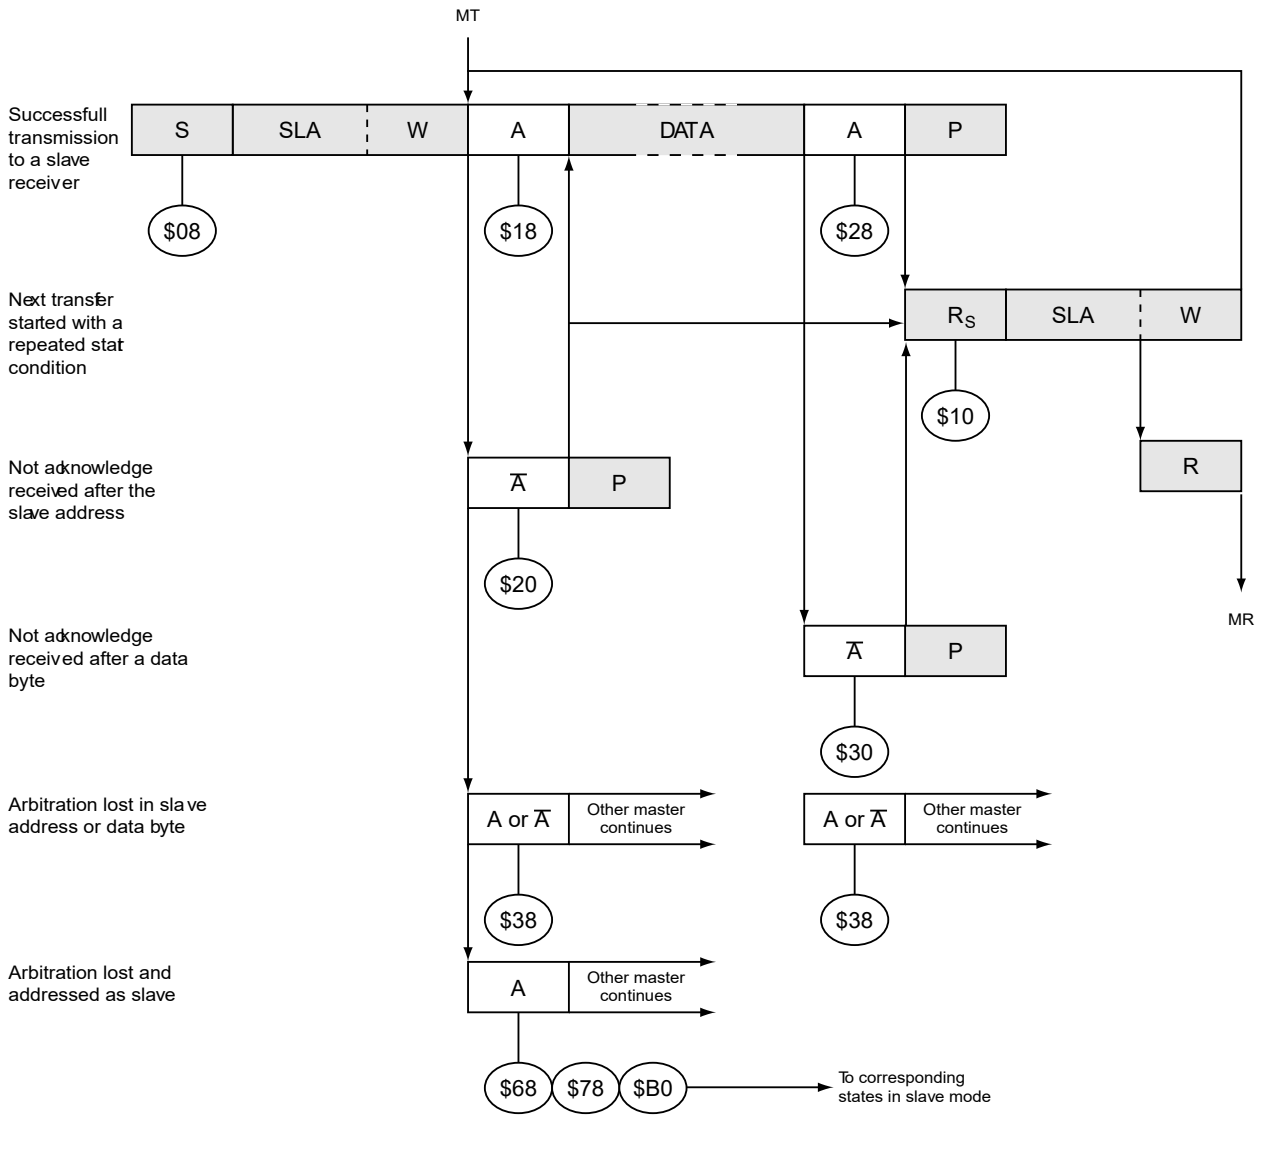 MT
Successfull
transmission
to a slave
receiver
S SLA W A DATA A P
$08 $18 $28
Next transfer
started with a
repeated start
condition
RS SLA W
$10
Not acknowledge
received after the
slave address
A̅ P
R
$20
MR
Not acknowledge
received after a data
byte
A̅ P
$30
Arbitration lost in slave
address or data byte
A or A̅
Other master
continues
A or A̅
Other master
continues
$38 $38
Arbitration lost and
addressed as slave
A
Other master
continues
$68 $78 $B0
To corresponding
states in slave mode